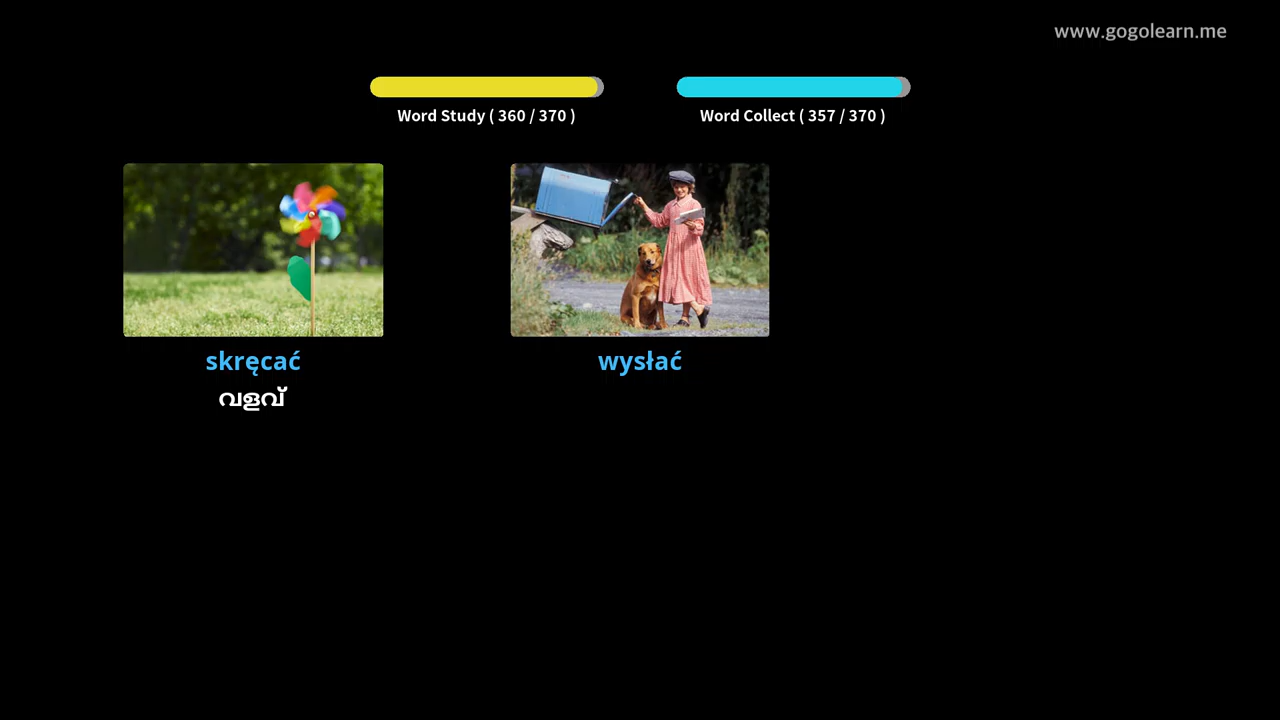 www.gogolearn.me
Word Study ( 360 / 370 )
Word Collect ( 357 / 370 )
skręcać
wysłać
വളവ്